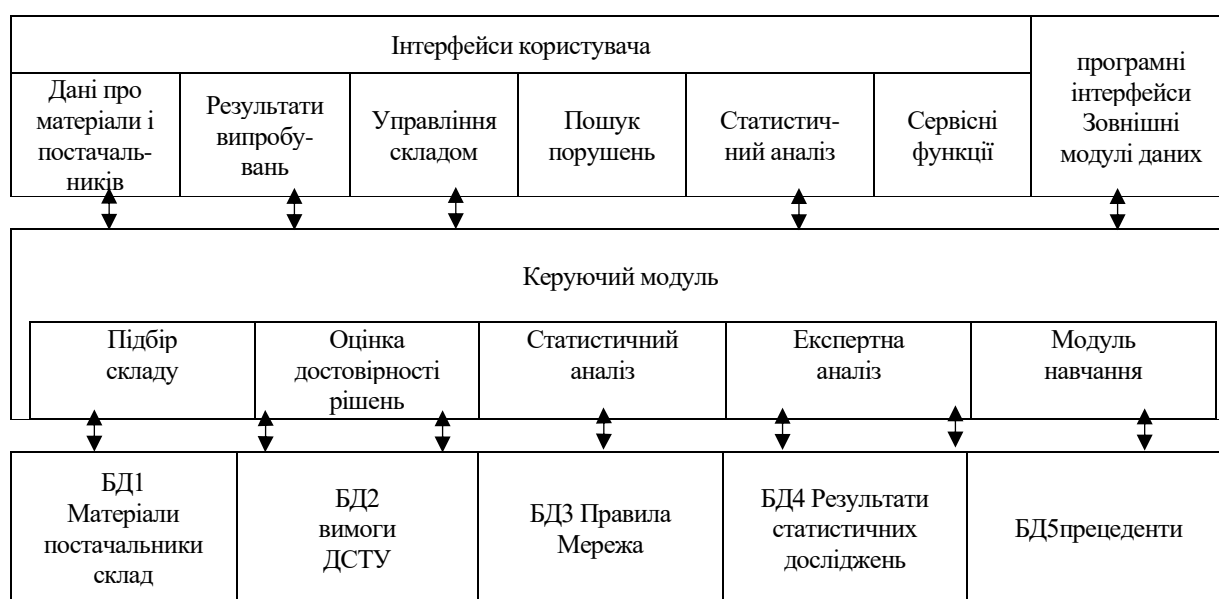 Інтерфейси користувача
програмні
інтерфейси
Зовнішні
модулі даних
Дані про
матеріали і
постачаль-
ників
Результати
випробу-
вань
Управління
складом
Пошук
порушень
Статистич-
ний аналіз
Сервісні
функції
Керуючий модуль
Підбір
складу
Оцінка
достовірності
рішень
Статистичний
аналіз
Експертна
аналіз
Модуль
навчання
БД1
Матеріали
постачальники
склад
БД2
вимоги
ДСТУ
БД3 Правила
Мережа
БД4 Результати
статистичних
досліджень
БД5прецеденти